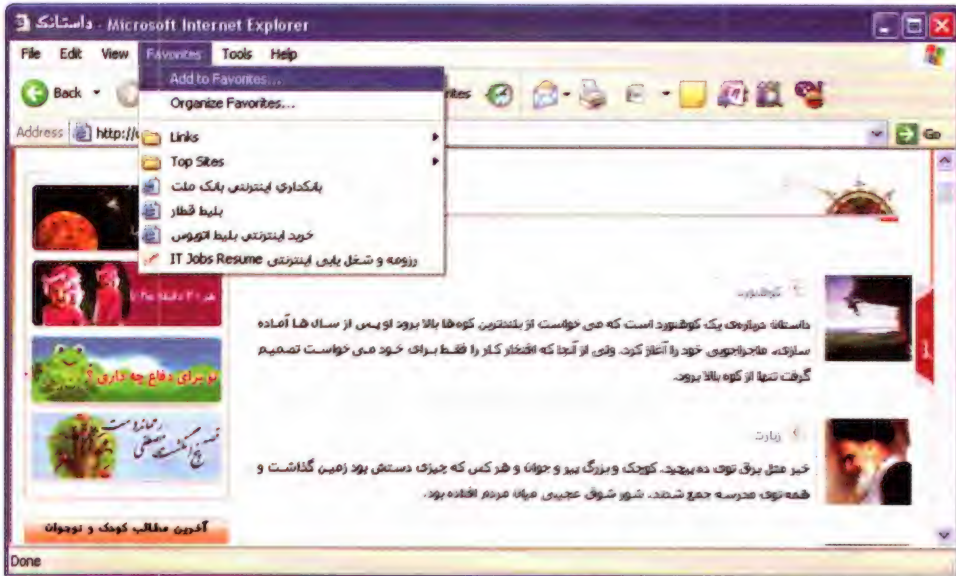 داستانک - Microsoft Internet Explorer
File Edit View Favorites Tools Help
Add to Favorites...
Organize Favorites...
Links
Top Sites
بانکداری اینترنتی بانک ملت
بلیط قطار
خرید اینترنتی بلیط اتوبوس
رزومه و شغل یابی اینترنتی IT Jobs Resume
Back
Address http://
Go
کوهنورد
داستان درباره‌ی یک کوهنورد است که می خواست از بلندترین کوه‌ها بالا برود او پس از سال ها آماده
سازی، ماجراجویی خود را آغاز کرد. ولی از آنجا که افتخار کار را فقط برای خود می خواست تصمیم
گرفت تنها از کوه بالا برود.
زیارت
خبر مثل برق توی ده پیچید. کوچک و بزرگ پیر و جوان و هر کس که چیزی دستش بود زمین گذاشت و
همه توی مدرسه جمع شدند. شور شوق عجیبی میان مردم افتاده بود.
منو
تو برای دفاع چه داری ؟
آخرین مطالب کودک و نوجوان
Done